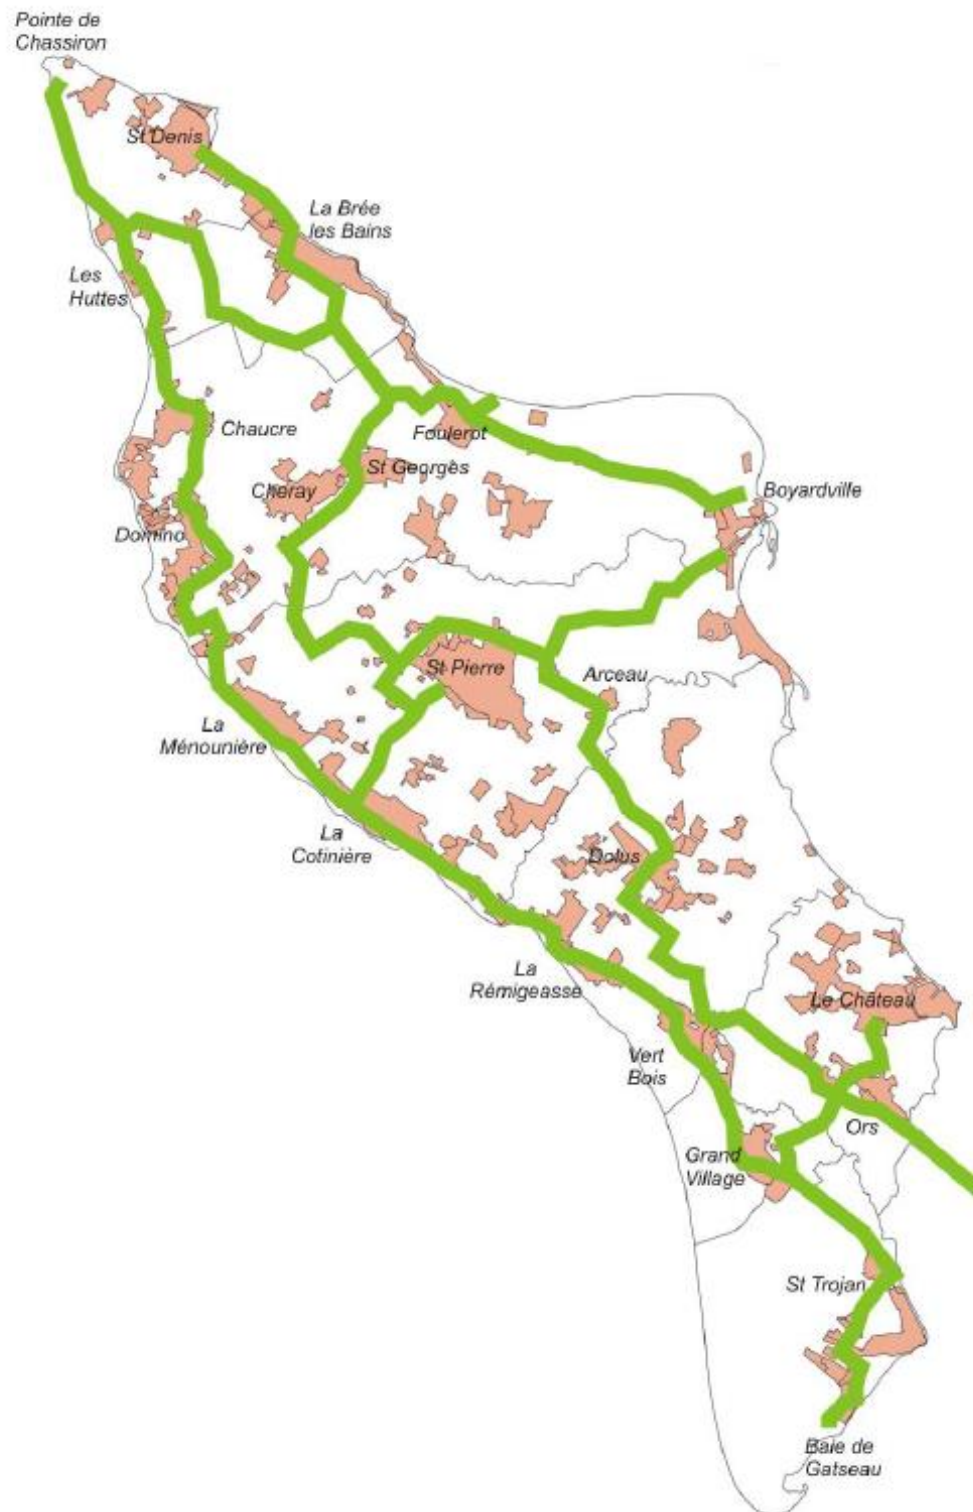 Pointe de
Chassiron
St Denis
La Brée
les Bains
Les
Huttes
Chaucre
Foulerot
St Georges
Cheray
Boyardville
Domino
St Pierre
Arceau
La
Ménounière
La
Cotinière
Dolus
La
Rémigeasse
Le Château
Vert
Bois
Ors
Grand
Village
St Trojan
Baie de
Gatseau